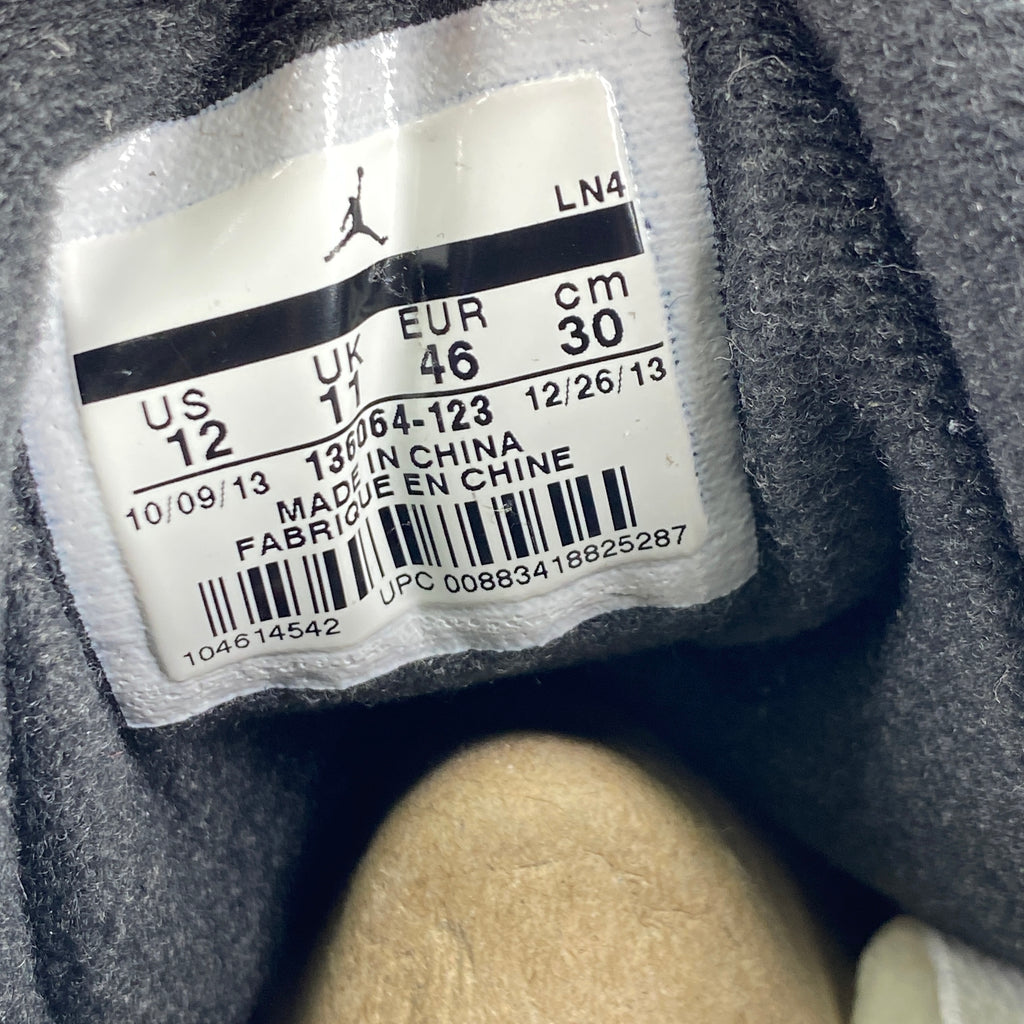 LN4
US UK EUR cm
12 11 46 30
10/09/13 136064-123 12/26/13
MADE IN CHINA
FABRIQUE EN CHINE
UPC 00883418825287
104614542